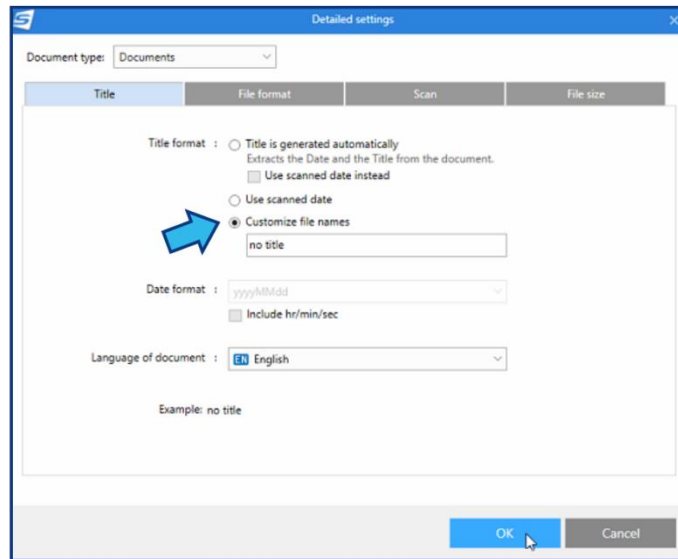 Detailed settings
Document type: Documents
Title File format Scan File size
Title format : Title is generated automatically
Extracts the Date and the Title from the document.
Use scanned date instead
Use scanned date
Customize file names
no title
Date format : yyyyMMdd
Include hr/min/sec
Language of document : EN English
Example: no title
OK Cancel